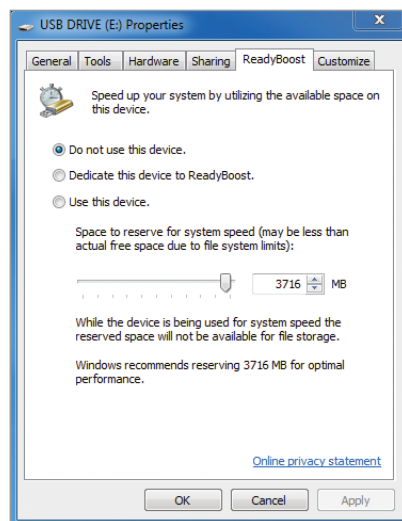 USB DRIVE (E:) Properties
x
General Tools Hardware Sharing ReadyBoost Customize
Speed up your system by utilizing the available space on
this device.
Do not use this device.
Dedicate this device to ReadyBoost.
Use this device.
Space to reserve for system speed (may be less than
actual free space due to file system limits):
3716 MB
While the device is being used for system speed the
reserved space will not be available for file storage.
Windows recommends reserving 3716 MB for optimal
performance.
Online privacy statement
OK Cancel Apply